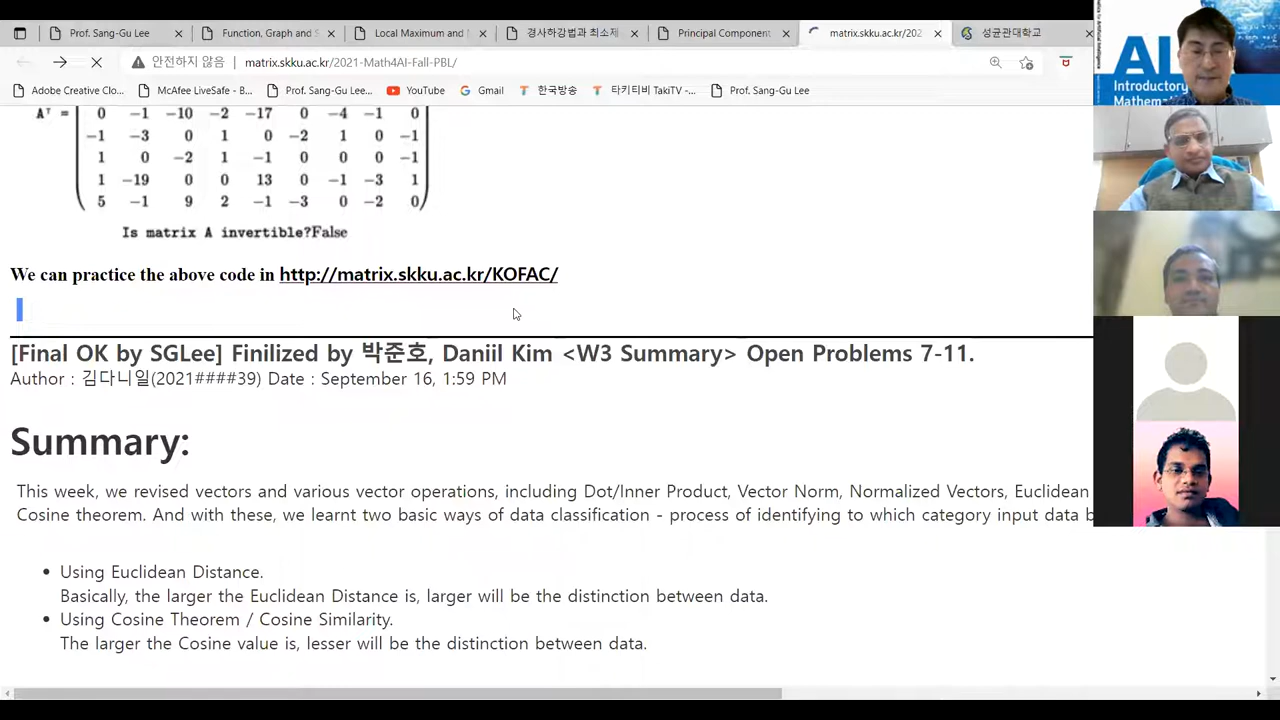 Prof. Sang-Gu Lee
Function, Graph and S
Local Maximum and
경사하강법과 최소제
Principal Component
matrix.skku.ac.kr/202
성균관대학교
안전하지 않음 matrix.skku.ac.kr/2021-Math4AI-Fall-PBL/
Adobe Creative Clo...
McAfee LiveSafe - B...
Prof. Sang-Gu Lee...
YouTube
Gmail
한국방송
타키티비 TakiTV -...
Prof. Sang-Gu Lee
Aᵀ =
0 -1 -10 -2 -17 0 -4 -1 0
-1 -3 0 1 0 -2 1 0 -1
1 0 -2 1 -1 0 0 0 -1
1 -19 0 0 13 0 -1 -3 1
5 -1 9 2 -1 -3 0 -2 0
Is matrix A invertible?False
We can practice the above code in http://matrix.skku.ac.kr/KOFAC/
[Final OK by SGLee] Finilized by 박준호, Daniil Kim <W3 Summary> Open Problems 7-11.
Author : 김다니일(2021####39) Date : September 16, 1:59 PM
Summary:
This week, we revised vectors and various vector operations, including Dot/Inner Product, Vector Norm, Normalized Vectors, Euclidean
Cosine theorem. And with these, we learnt two basic ways of data classification - process of identifying to which category input data b
• Using Euclidean Distance.
Basically, the larger the Euclidean Distance is, larger will be the distinction between data.
• Using Cosine Theorem / Cosine Similarity.
The larger the Cosine value is, lesser will be the distinction between data.
Introductory
Mathem